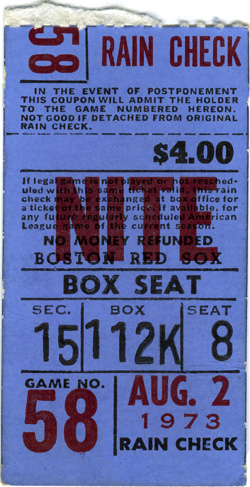 58
RAIN CHECK
IN THE EVENT OF POSTPONEMENT
THIS COUPON WILL ADMIT THE HOLDER
TO THE GAME NUMBERED HEREON.
NOT GOOD IF DETACHED FROM ORIGINAL
RAIN CHECK.
$4.00
If legal game is not played or not resched-
uled with this same ticket valid, this rain
check may be exchanged at box office for
a ticket of the same price, if available, for
any future regularly scheduled American
League game of the current season.
NITE
NO MONEY REFUNDED
BOSTON RED SOX
BOX SEAT
SEC. BOX SEAT
15 112K 8
GAME NO.
58
AUG. 2
1973
RAIN CHECK